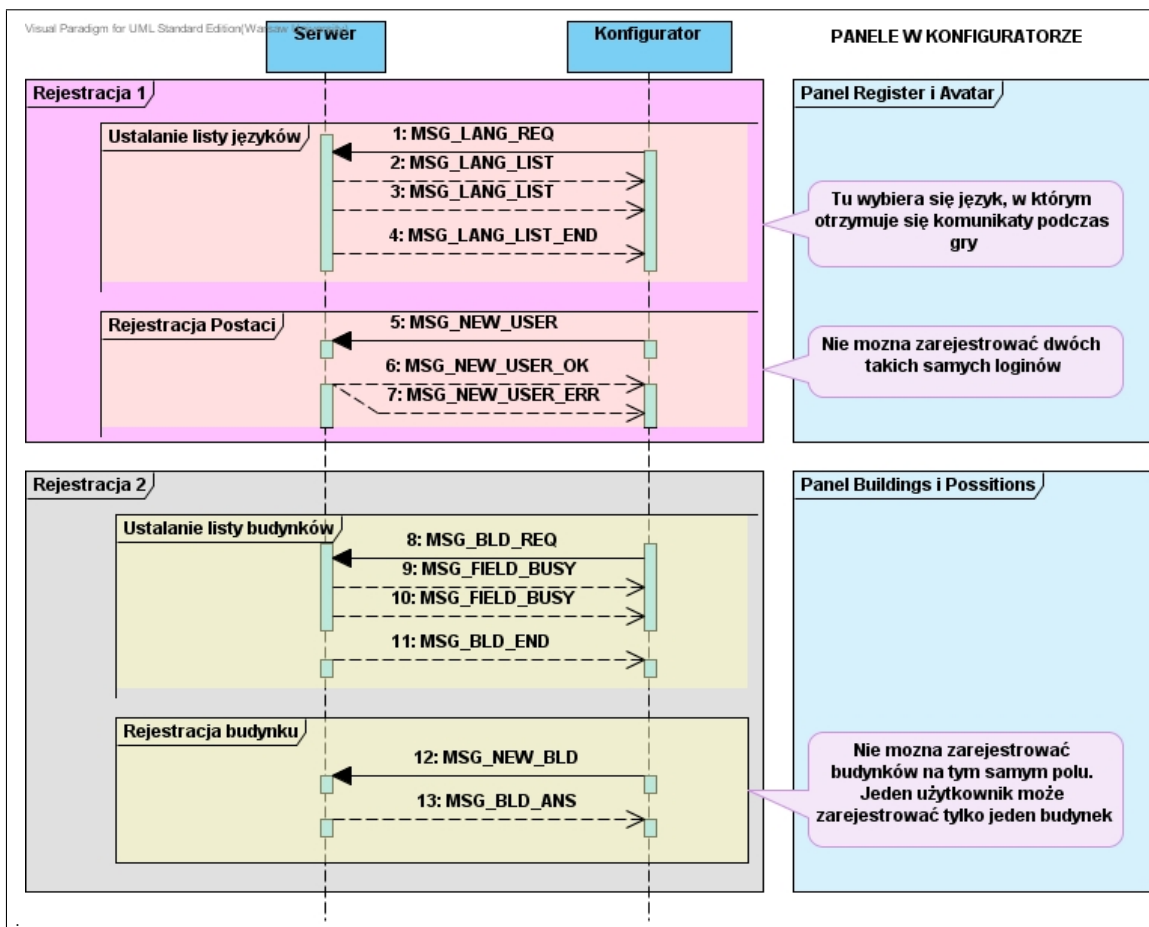 Visual Paradigm for UML Standard Edition(Warsaw University)
Serwer
Konfigurator
PANELE W KONFIGURATORZE
Rejestracja 1
Panel Register i Avatar
Ustalanie listy języków
1: MSG_LANG_REQ
2: MSG_LANG_LIST
3: MSG_LANG_LIST
4: MSG_LANG_LIST_END
Tu wybiera się język, w którym
otrzymuje się komunikaty podczas
gry
Rejestracja Postaci
5: MSG_NEW_USER
6: MSG_NEW_USER_OK
7: MSG_NEW_USER_ERR
Nie mozna zarejestrować dwóch
takich samych loginów
Rejestracja 2
Panel Buildings i Possitions
Ustalanie listy budynków
8: MSG_BLD_REQ
9: MSG_FIELD_BUSY
10: MSG_FIELD_BUSY
11: MSG_BLD_END
Rejestracja budynku
12: MSG_NEW_BLD
13: MSG_BLD_ANS
Nie mozna zarejestrować
budynków na tym samym polu.
Jeden użytkownik może
zarejestrować tylko jeden budynek